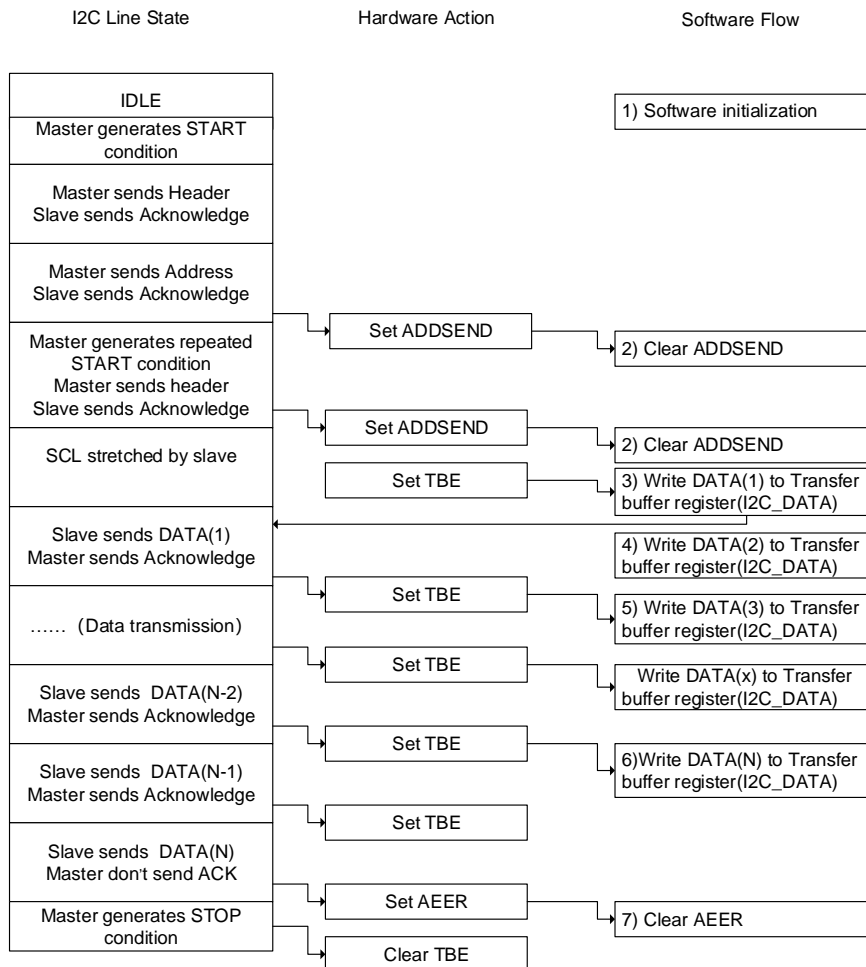 I2C Line State
Hardware Action
Software Flow
IDLE
1) Software initialization
Master generates START
condition
Master sends Header
Slave sends Acknowledge
Master sends Address
Slave sends Acknowledge
Set ADDSEND
2) Clear ADDSEND
Master generates repeated
START condition
Master sends header
Slave sends Acknowledge
Set ADDSEND
2) Clear ADDSEND
SCL stretched by slave
Set TBE
3) Write DATA(1) to Transfer
buffer register(I2C_DATA)
Slave sends DATA(1)
Master sends Acknowledge
4) Write DATA(2) to Transfer
buffer register(I2C_DATA)
Set TBE
5) Write DATA(3) to Transfer
buffer register(I2C_DATA)
…… (Data transmission)
Set TBE
Write DATA(x) to Transfer
buffer register(I2C_DATA)
Slave sends DATA(N-2)
Master sends Acknowledge
Set TBE
6)Write DATA(N) to Transfer
buffer register(I2C_DATA)
Slave sends DATA(N-1)
Master sends Acknowledge
Set TBE
Slave sends DATA(N)
Master don't send ACK
Set AEER
7) Clear AEER
Master generates STOP
condition
Clear TBE